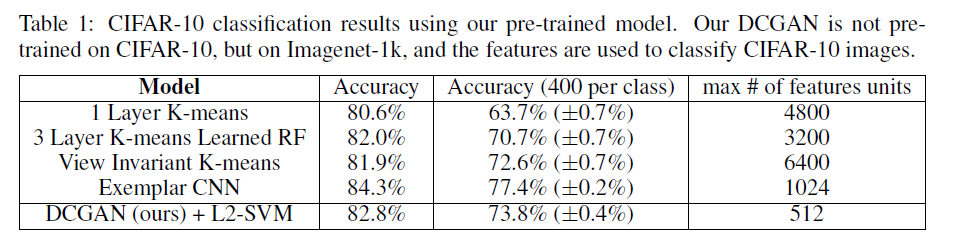 Table 1: CIFAR-10 classification results using our pre-trained model. Our DCGAN is not pre-
trained on CIFAR-10, but on Imagenet-1k, and the features are used to classify CIFAR-10 images.
Model Accuracy Accuracy (400 per class) max # of features units
1 Layer K-means 80.6% 63.7% (±0.7%) 4800
3 Layer K-means Learned RF 82.0% 70.7% (±0.7%) 3200
View Invariant K-means 81.9% 72.6% (±0.7%) 6400
Exemplar CNN 84.3% 77.4% (±0.2%) 1024
DCGAN (ours) + L2-SVM 82.8% 73.8% (±0.4%) 512